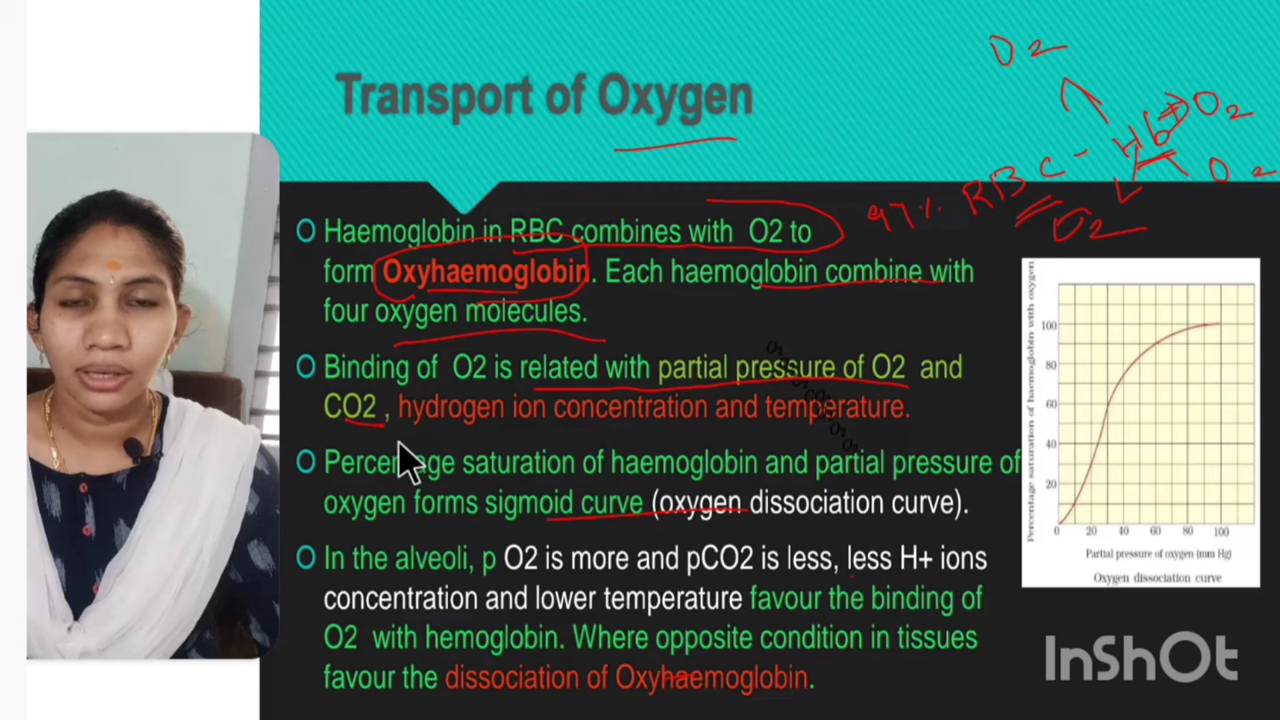 Transport of Oxygen
O2
Hb O2
RBC - O2
97% O2
Haemoglobin in RBC combines with O2 to
form Oxyhaemoglobin. Each haemoglobin combine with
four oxygen molecules.
Binding of O2 is related with partial pressure of O2 and
CO2 , hydrogen ion concentration and temperature.
Percentage saturation of haemoglobin and partial pressure of
oxygen forms sigmoid curve (oxygen dissociation curve).
In the alveoli, p O2 is more and pCO2 is less, less H+ ions
concentration and lower temperature favour the binding of
O2 with hemoglobin. Where opposite condition in tissues
favour the dissociation of Oxyhaemoglobin.
Percentage saturation of haemoglobin with oxygen
100
80
60
40
20
0 20 40 60 80 100
Partial pressure of oxygen (mm Hg)
Oxygen dissociation curve
InShOt